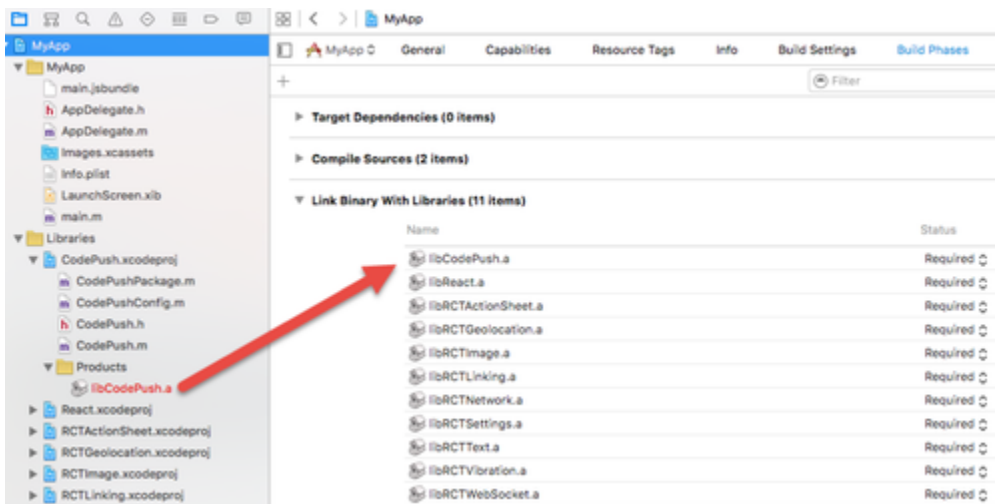 MyApp
MyApp
General
Capabilities
Resource Tags
Info
Build Settings
Build Phases
Filter
MyApp
MyApp
main.jsbundle
AppDelegate.h
AppDelegate.m
Images.xcassets
Info.plist
LaunchScreen.xib
main.m
Libraries
CodePush.xcodeproj
CodePushPackage.m
CodePushConfig.m
CodePush.h
CodePush.m
Products
libCodePush.a
React.xcodeproj
RCTActionSheet.xcodeproj
RCTGeolocation.xcodeproj
RCTImage.xcodeproj
RCTLinking.xcodeproj
Target Dependencies (0 items)
Compile Sources (2 items)
Link Binary With Libraries (11 items)
Name Status
libCodePush.a Required
libReact.a Required
libRCTActionSheet.a Required
libRCTGeolocation.a Required
libRCTImage.a Required
libRCTLinking.a Required
libRCTNetwork.a Required
libRCTSettings.a Required
libRCTText.a Required
libRCTVibration.a Required
libRCTWebSocket.a Required